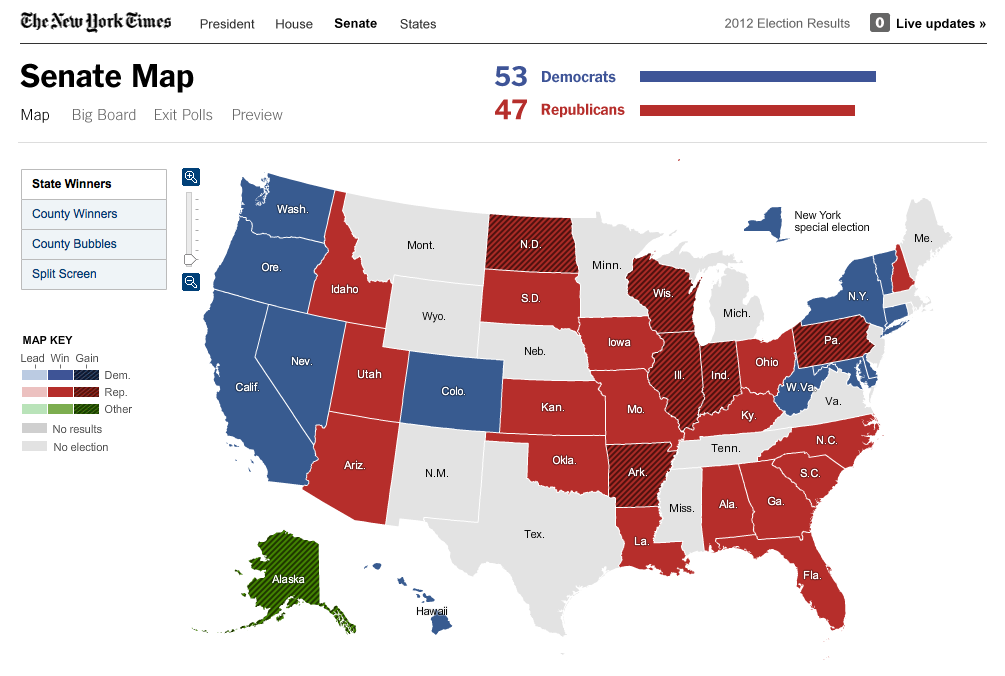 The New York Times President House Senate States 2012 Election Results 0 Live updates »
Senate Map
53 Democrats
47 Republicans
Map Big Board Exit Polls Preview
State Winners
County Winners
County Bubbles
Split Screen
New York
special election
MAP KEY
Lead Win Gain
Dem.
Rep.
Other
No results
No election
Wash.
Mont.
N.D.
Minn.
Me.
Ore.
Idaho
S.D.
Wis.
N.Y.
Wyo.
Mich.
Iowa
Pa.
Neb.
Nev.
Utah
Ohio
Calif.
Colo.
Ill.
Ind.
W.Va.
Va.
Kan.
Mo.
Ky.
N.C.
Tenn.
Ariz.
N.M.
Okla.
Ark.
S.C.
Miss.
Ala.
Ga.
Tex.
La.
Fla.
Alaska
Hawaii